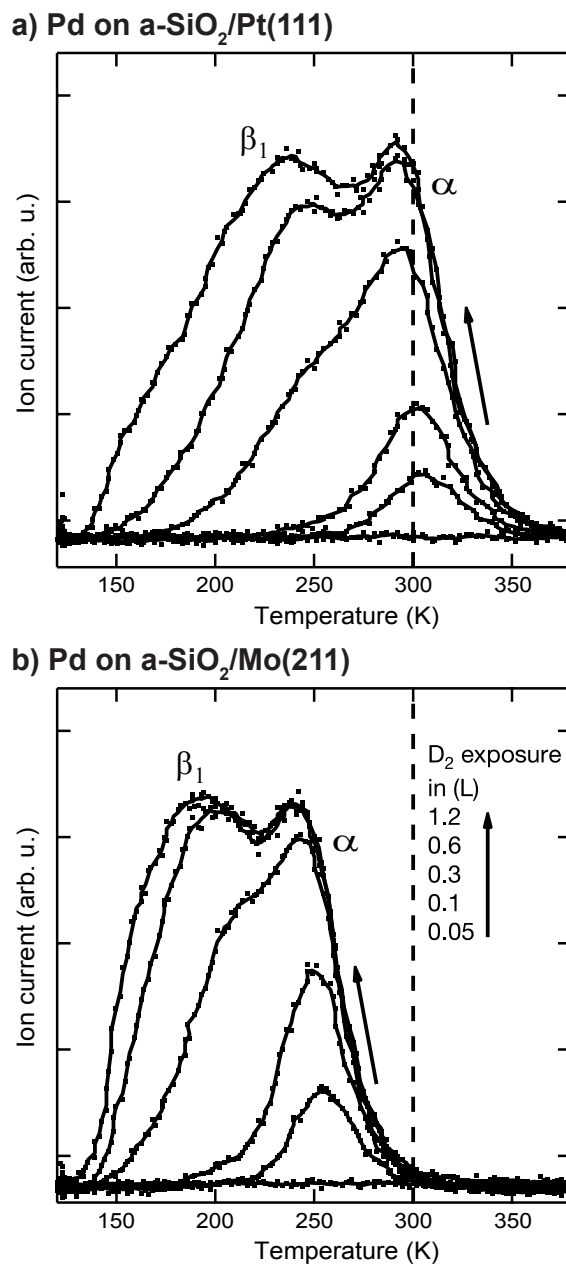 a) Pd on a-SiO₂/Pt(111)
β₁
α
Ion current (arb. u.)
150 200 250 300 350
Temperature (K)
b) Pd on a-SiO₂/Mo(211)
β₁
α
D₂ exposure
in (L)
1.2
0.6
0.3
0.1
0.05
Ion current (arb. u.)
150 200 250 300 350
Temperature (K)